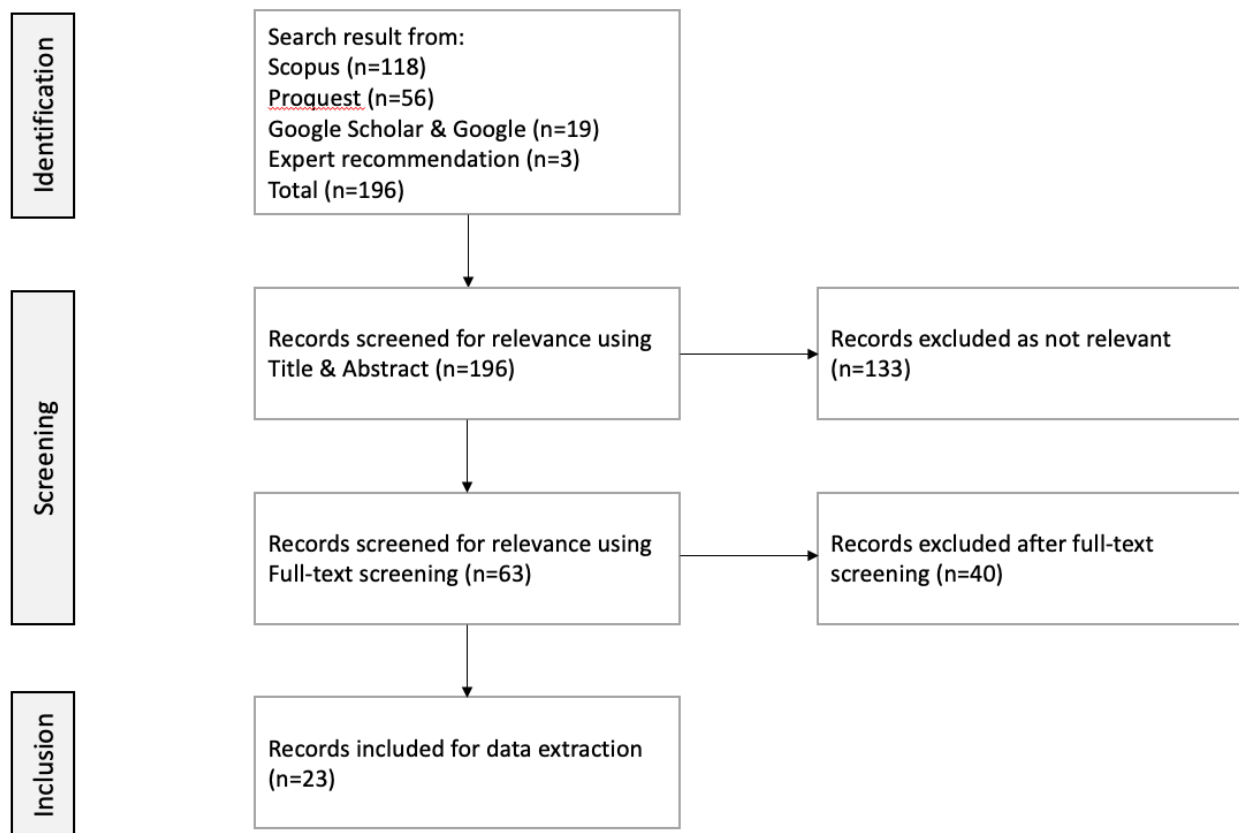 Identification
Search result from:
Scopus (n=118)
Proquest (n=56)
Google Scholar & Google (n=19)
Expert recommendation (n=3)
Total (n=196)
Screening
Records screened for relevance using
Title & Abstract (n=196)
Records excluded as not relevant
(n=133)
Records screened for relevance using
Full-text screening (n=63)
Records excluded after full-text
screening (n=40)
Inclusion
Records included for data extraction
(n=23)